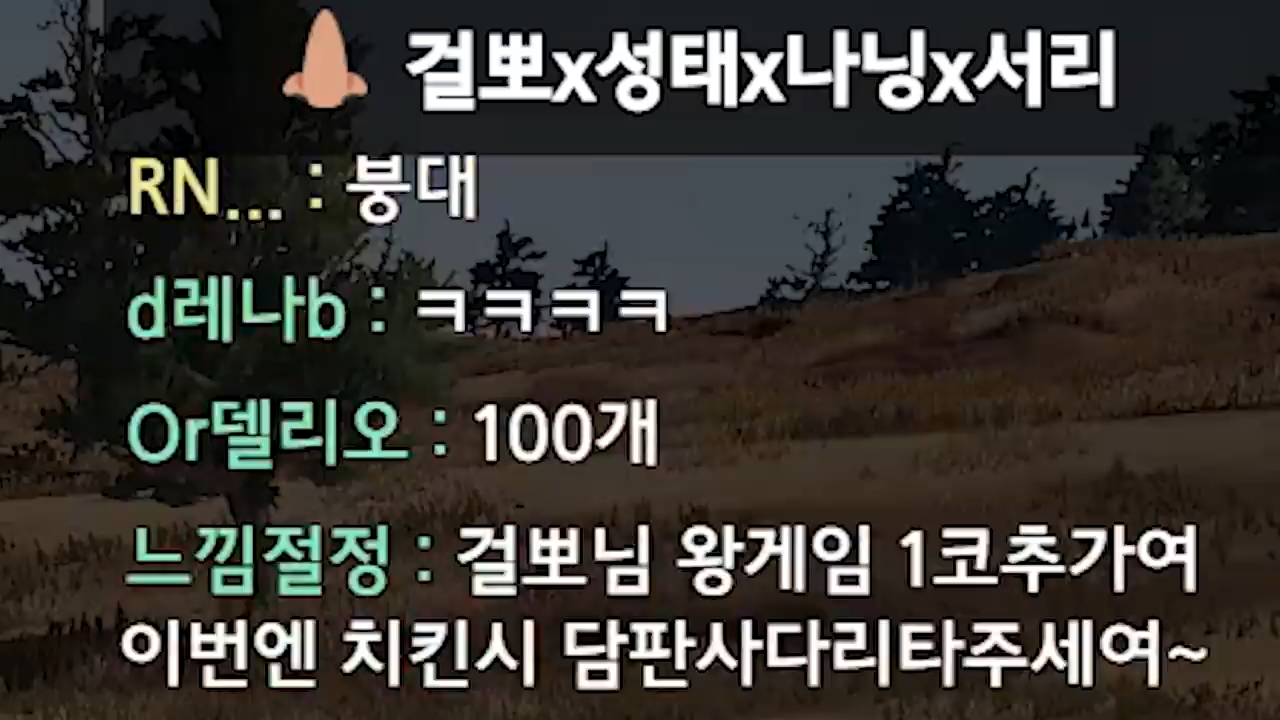 걸뽀x성태x나닝x서리
RN... : 붕대
d레나b : ㅋㅋㅋㅋ
Or델리오 : 100개
느낌절정 : 걸뽀님 왕게임 1코추가여
이번엔 치킨시 담판사다리타주세여~